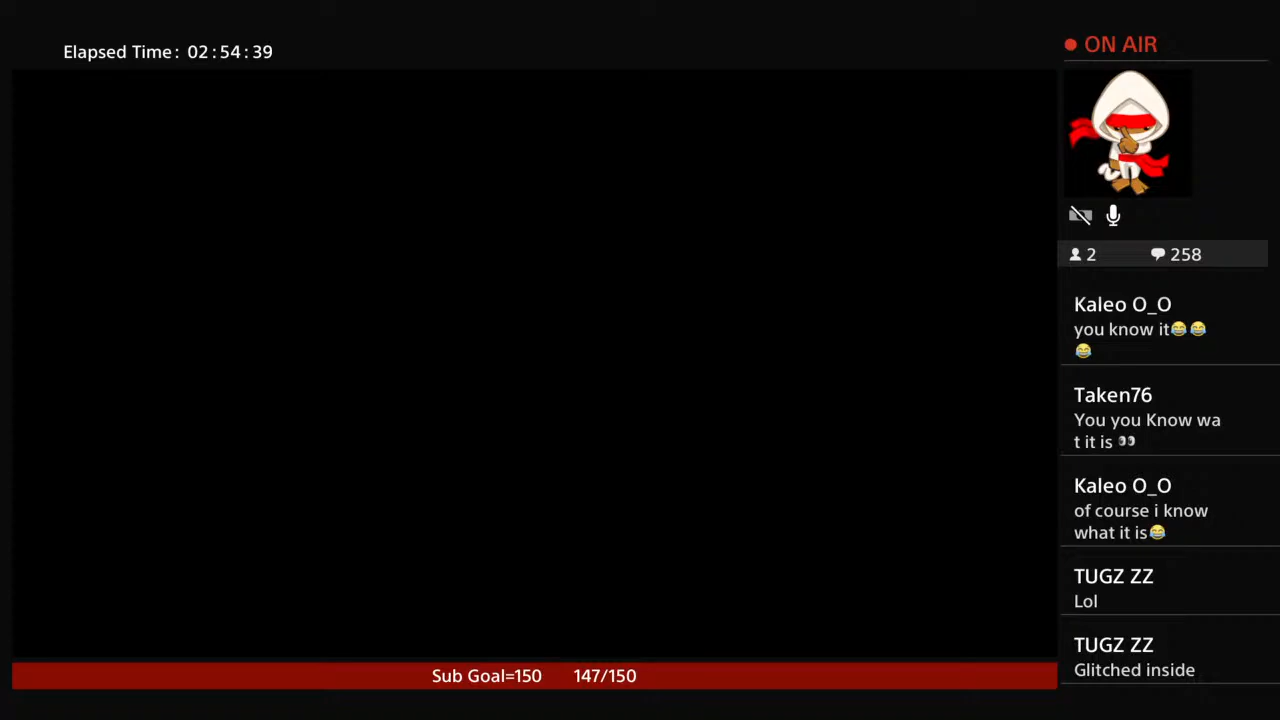 Elapsed Time: 02:54:39
ON AIR
2 258
Kaleo O_O
you know it😂😂
😂
Taken76
You you Know wa
t it is 👀
Kaleo O_O
of course i know
what it is😂
TUGZ ZZ
Lol
TUGZ ZZ
Glitched inside
Sub Goal=150 147/150